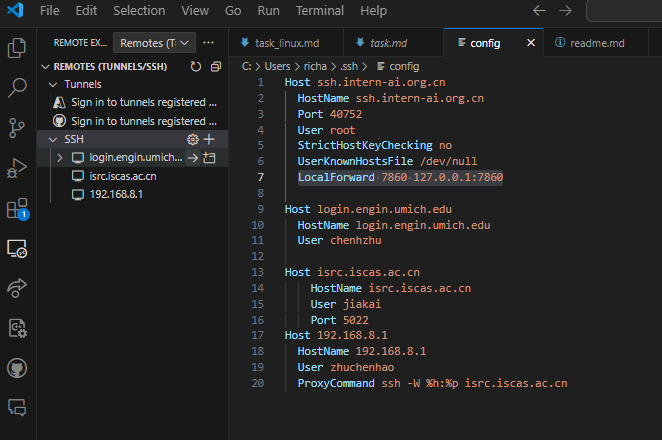 File Edit Selection View Go Run Terminal Help
REMOTE EX... Remotes (Tu ...
task_linux.md task.md config readme.md
REMOTES (TUNNELS/SSH)
C: > Users > richa > .ssh > config
Tunnels
Sign in to tunnels registered ...
Sign in to tunnels registered ...
SSH
login.engin.umich...
isrc.iscas.ac.cn
192.168.8.1
1
1 Host ssh.intern-ai.org.cn
2 HostName ssh.intern-ai.org.cn
3 Port 40752
4 User root
5 StrictHostKeyChecking no
6 UserKnownHostsFile /dev/null
7 LocalForward 7860 127.0.0.1:7860
8
9 Host login.engin.umich.edu
10 HostName login.engin.umich.edu
11 User chenhzhu
12
13 Host isrc.iscas.ac.cn
14 HostName isrc.iscas.ac.cn
15 User jiakai
16 Port 5022
17 Host 192.168.8.1
18 HostName 192.168.8.1
19 User zhuchenhao
20 ProxyCommand ssh -W %h:%p isrc.iscas.ac.cn